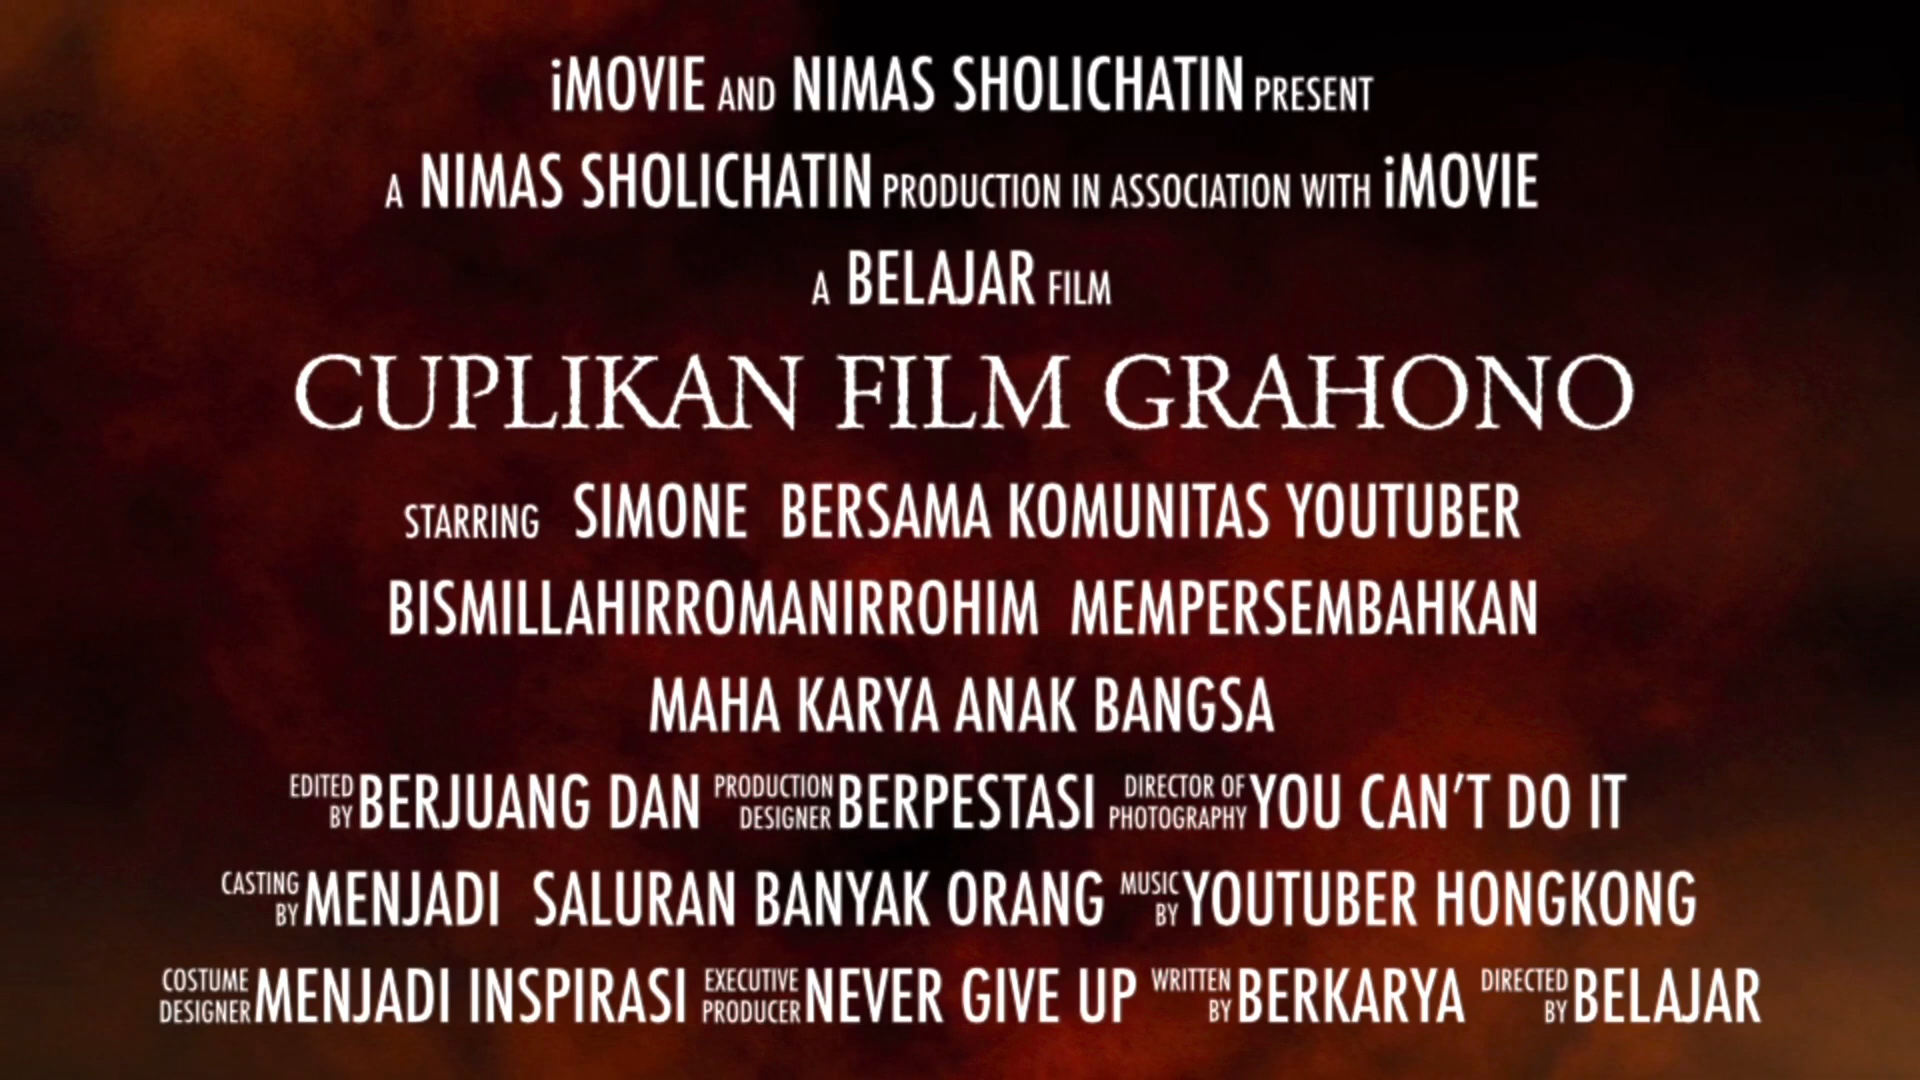 iMOVIE AND NIMAS SHOLICHATIN PRESENT
A NIMAS SHOLICHATIN PRODUCTION IN ASSOCIATION WITH iMOVIE
A BELAJAR FILM
CUPLIKAN FILM GRAHONO
STARRING SIMONE BERSAMA KOMUNITAS YOUTUBER
BISMILLAHIRROMANIRROHIM MEMPERSEMBAHKAN
MAHA KARYA ANAK BANGSA
EDITED BY BERJUANG DAN PRODUCTION DESIGNER BERPESTASI DIRECTOR OF PHOTOGRAPHY YOU CAN'T DO IT
CASTING BY MENJADI SALURAN BANYAK ORANG MUSIC BY YOUTUBER HONGKONG
COSTUME DESIGNER MENJADI INSPIRASI EXECUTIVE PRODUCER NEVER GIVE UP WRITTEN BY BERKARYA DIRECTED BY BELAJAR